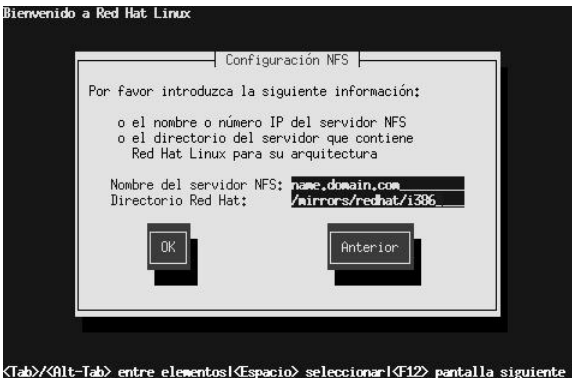 Bienvenido a Red Hat Linux
Configuración NFS
Por favor introduzca la siguiente información:
o el nombre o número IP del servidor NFS
o el directorio del servidor que contiene
Red Hat Linux para su arquitectura
Nombre del servidor NFS: name.domain.com
Directorio Red Hat: /mirrors/redhat/i386
OK Anterior
<Tab>/<Alt-Tab> entre elementos|<Espacio> seleccionar|<F12> pantalla siguiente